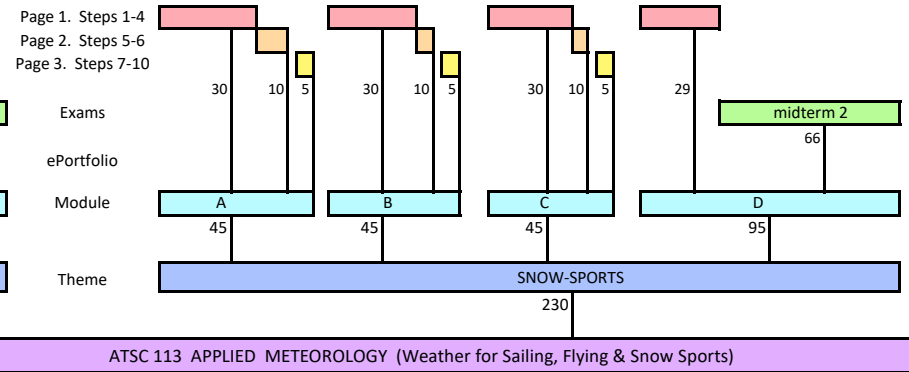 Page 1. Steps 1-4
Page 2. Steps 5-6
Page 3. Steps 7-10
30 10 5 30 10 5 30 10 5 29
Exams midterm 2
66
ePortfolio
Module A B C D
45 45 45 95
Theme SNOW-SPORTS
230
ATSC 113 APPLIED METEOROLOGY (Weather for Sailing, Flying & Snow Sports)